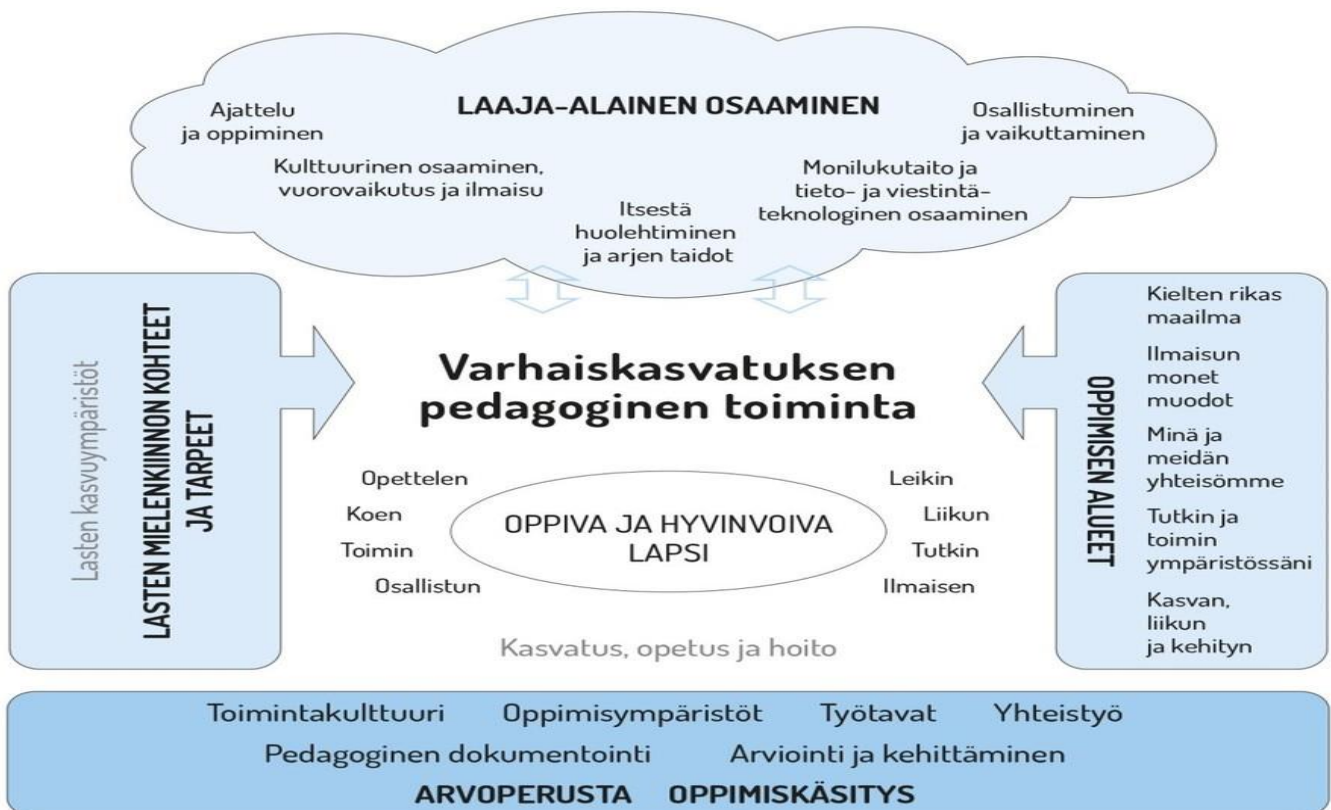 LAAJA-ALAINEN OSAAMINEN
Ajattelu
ja oppiminen
Kulttuurinen osaaminen,
vuorovaikutus ja ilmaisu
Itsestä
huolehtiminen
ja arjen taidot
Monilukutaito ja
tieto- ja viestintä-
teknologinen osaaminen
Osallistuminen
ja vaikuttaminen
Lasten kasvuympäristöt
LASTEN MIELENKIINNON KOHTEET
JA TARPEET
Varhaiskasvatuksen
pedagoginen toiminta
Opettelen
Koen
Toimin
Osallistun
OPPIVA JA HYVINVOIVA
LAPSI
Leikin
Liikun
Tutkin
Ilmaisen
Kasvatus, opetus ja hoito
OPPIMISEN ALUEET
Kielten rikas
maailma
Ilmaisun
monet
muodot
Minä ja
meidän
yhteisömme
Tutkin ja
toimin
ympäristössäni
Kasvan,
liikun
ja kehityn
Toimintakulttuuri Oppimisympäristöt Työtavat Yhteistyö
Pedagoginen dokumentointi Arviointi ja kehittäminen
ARVOPERUSTA OPPIMISKÄSITYS